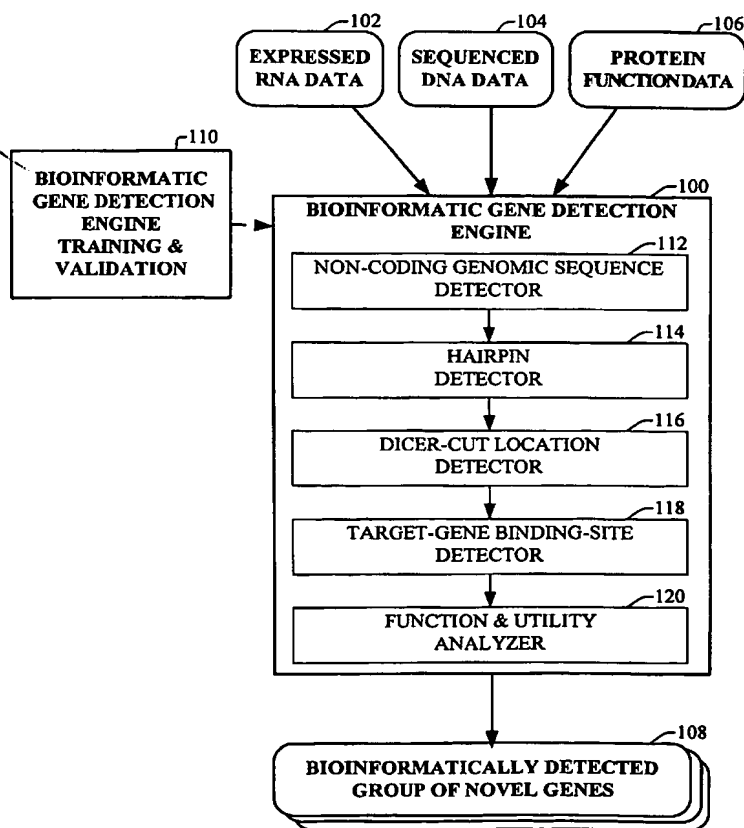 102
104
106
EXPRESSED
RNA DATA
SEQUENCED
DNA DATA
PROTEIN
FUNCTION DATA
110
BIOINFORMATIC
GENE DETECTION
ENGINE
TRAINING &
VALIDATION
100
BIOINFORMATIC GENE DETECTION
ENGINE
112
NON-CODING GENOMIC SEQUENCE
DETECTOR
114
HAIRPIN
DETECTOR
116
DICER-CUT LOCATION
DETECTOR
118
TARGET-GENE BINDING-SITE
DETECTOR
120
FUNCTION & UTILITY
ANALYZER
108
BIOINFORMATICALLY DETECTED
GROUP OF NOVEL GENES